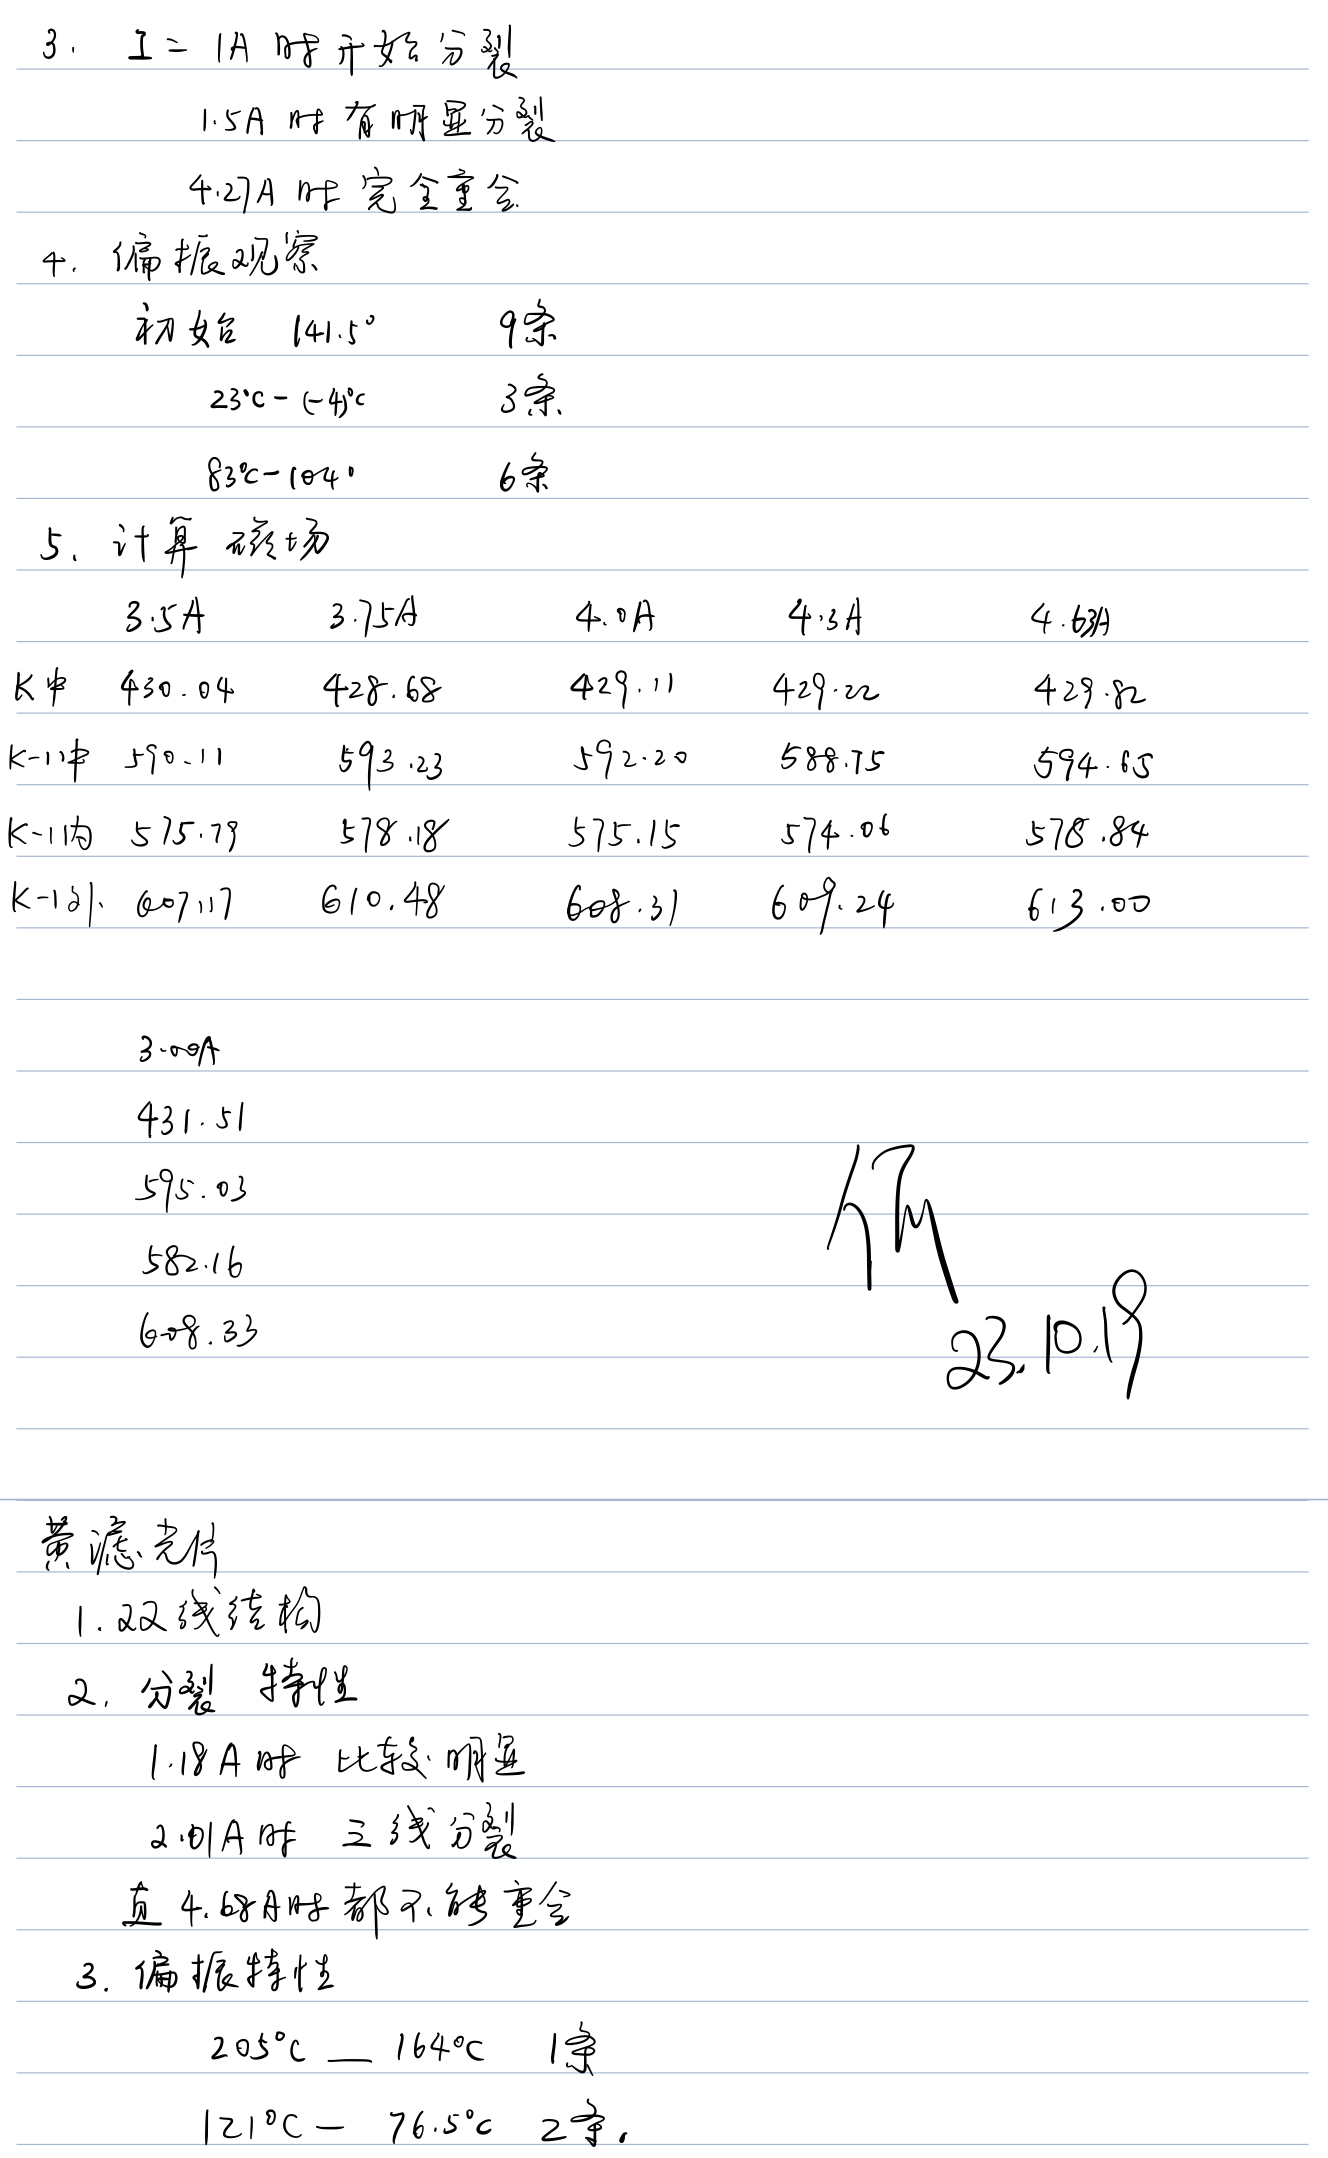 3. I = 1A 时开始分裂
1.5A 时有明显分裂
4.27A 时 完全重合
4. 偏振观察
初始 141.5° 9条
23°C - (-4)°C 3条
83°C - 104° 6条
5. 计算 磁场
3.5A 3.75A 4.0A 4.3A 4.63A
K中 430.04 428.68 429.11 429.22 429.82
K-1中 590.11 593.23 592.20 588.75 594.65
K-1内 575.79 578.18 575.15 574.06 578.84
K-1外 607.17 610.48 608.31 609.24 613.00
3.00A
431.51
595.03
582.16
608.33
23.10.19
黄滤光片
1. 双线结构
2. 分裂 特性
1.18A时 比较明显
2.01A时 三线分裂
直 4.68A时都不能重合
3. 偏振特性
205°C — 164°C 1条
121°C — 76.5°C 2条.